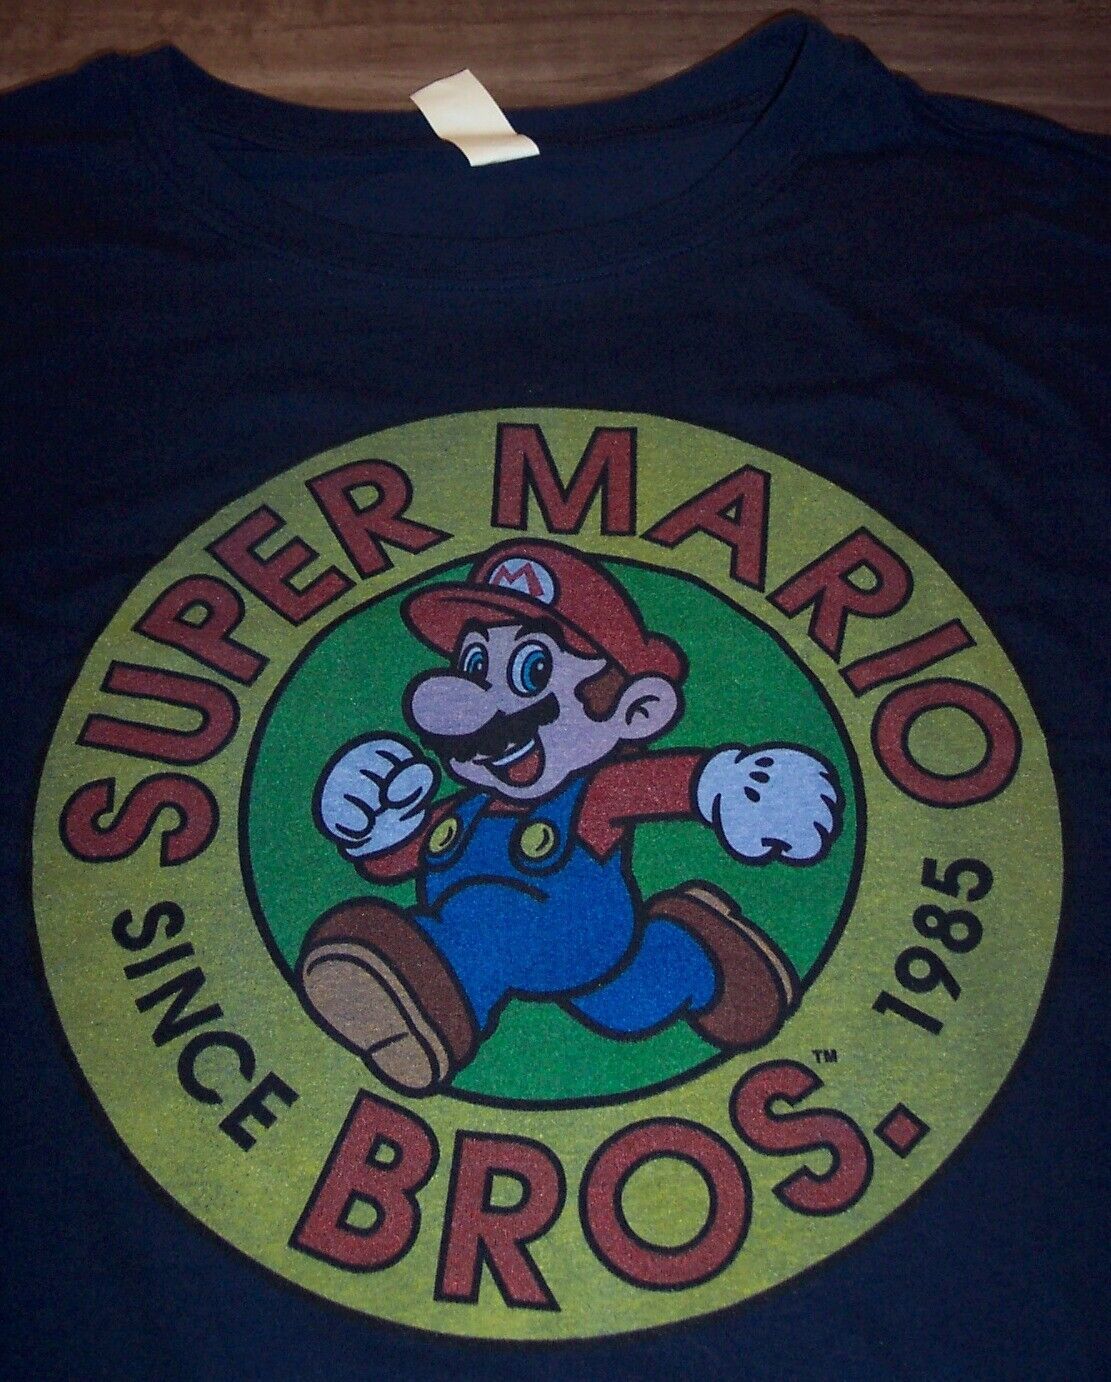 SUPER MARIO
BROS.™
SINCE 1985
M